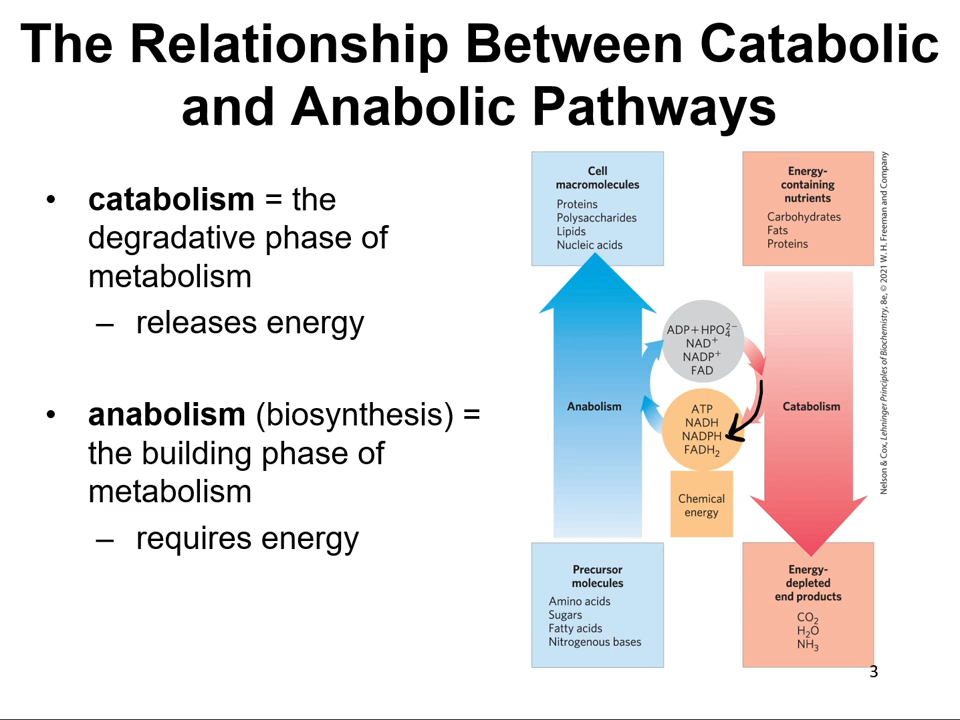 The Relationship Between Catabolic
and Anabolic Pathways
• catabolism = the
degradative phase of
metabolism
– releases energy
• anabolism (biosynthesis) =
the building phase of
metabolism
– requires energy
Cell
macromolecules
Proteins
Polysaccharides
Lipids
Nucleic acids
Energy-
containing
nutrients
Carbohydrates
Fats
Proteins
ADP + HPO₄²⁻
NAD⁺
NADP⁺
FAD
Anabolism
ATP
NADH
NADPH
FADH₂
Catabolism
Chemical
energy
Precursor
molecules
Amino acids
Sugars
Fatty acids
Nitrogenous bases
Energy-
depleted
end products
CO₂
H₂O
NH₃
Nelson & Cox, Lehninger Principles of Biochemistry, 8e, © 2021 W. H. Freeman and Company
3